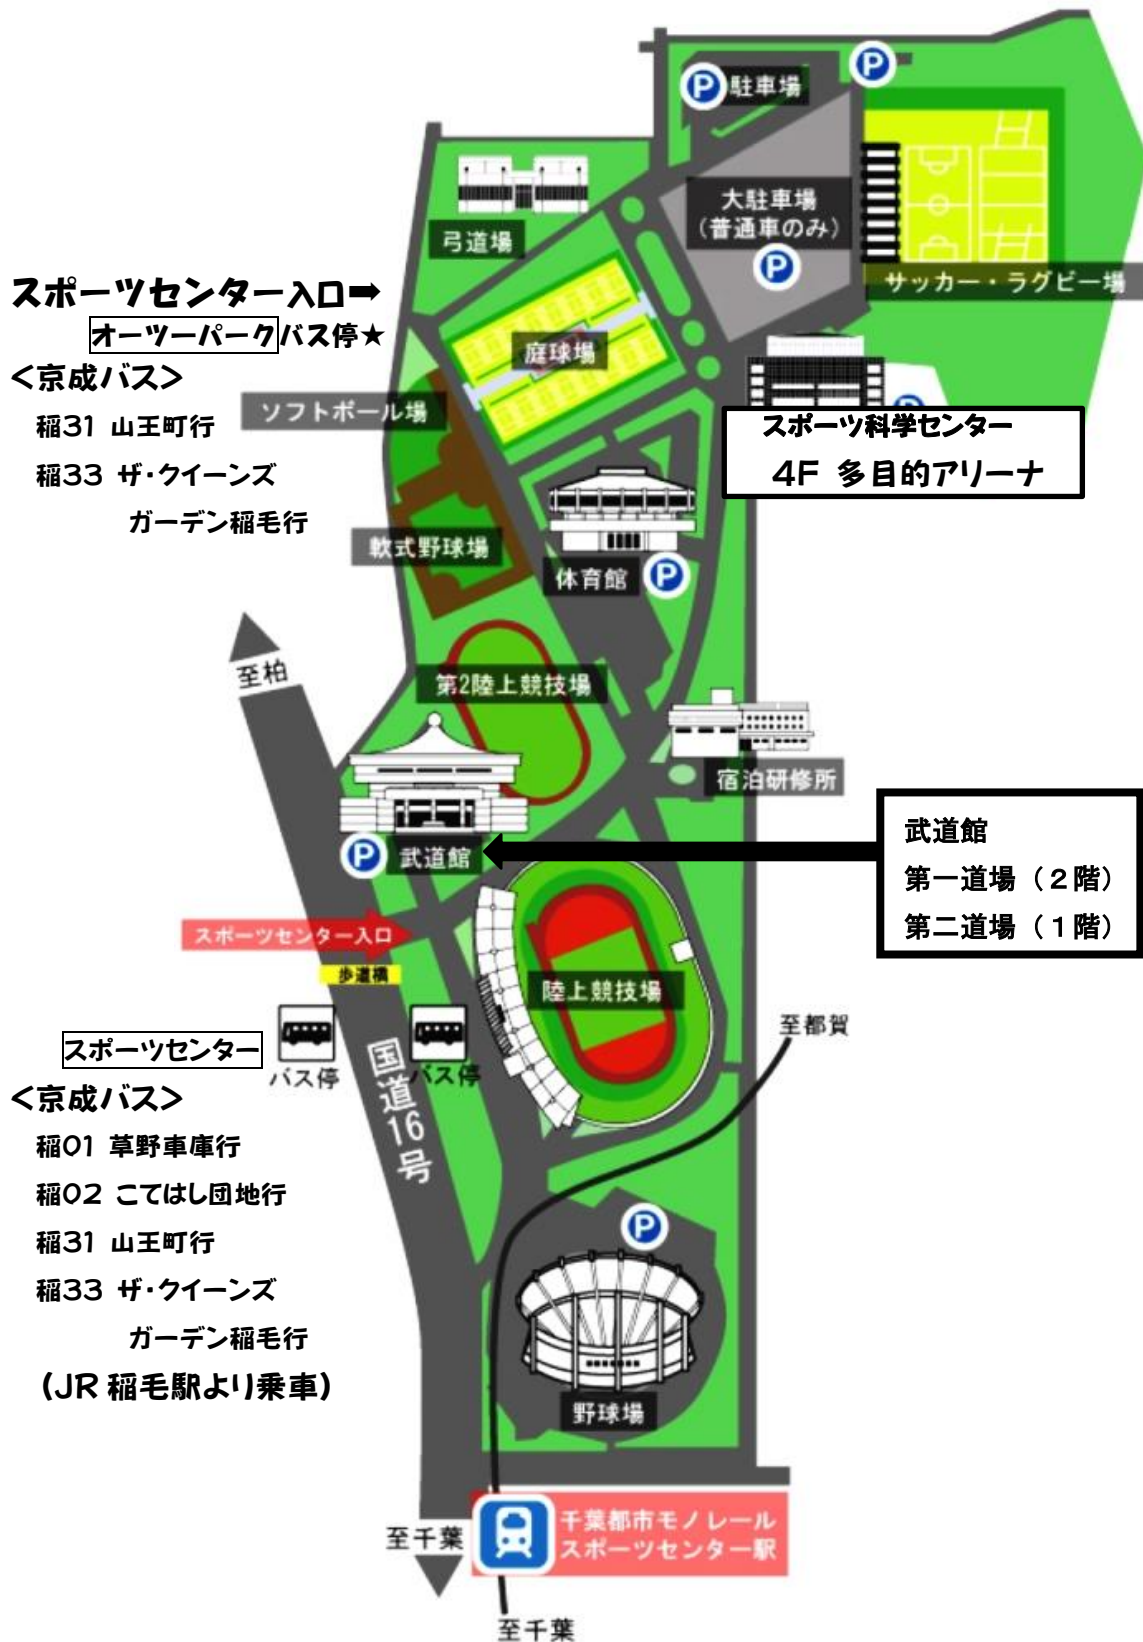 P
P 駐車場
大駐車場
（普通車のみ）
P
弓道場
サッカー・ラグビー場
スポーツセンター入口➡
オーツーパーク バス停★
＜京成バス＞
稲31 山王町行
稲33 ザ・クイーンズ
ガーデン稲毛行
庭球場
ソフトボール場
P
スポーツ科学センター
4F 多目的アリーナ
軟式野球場
体育館
P
至柏
第2陸上競技場
宿泊研修所
P
武道館
武道館
第一道場（２階）
第二道場（１階）
スポーツセンター入口
歩道橋
陸上競技場
至都賀
スポーツセンター
バス停
バス停
国道16号
＜京成バス＞
稲01 草野車庫行
稲02 こてはし団地行
稲31 山王町行
稲33 ザ・クイーンズ
ガーデン稲毛行
（JR 稲毛駅より乗車）
P
野球場
至千葉
千葉都市モノレール
スポーツセンター駅
至千葉